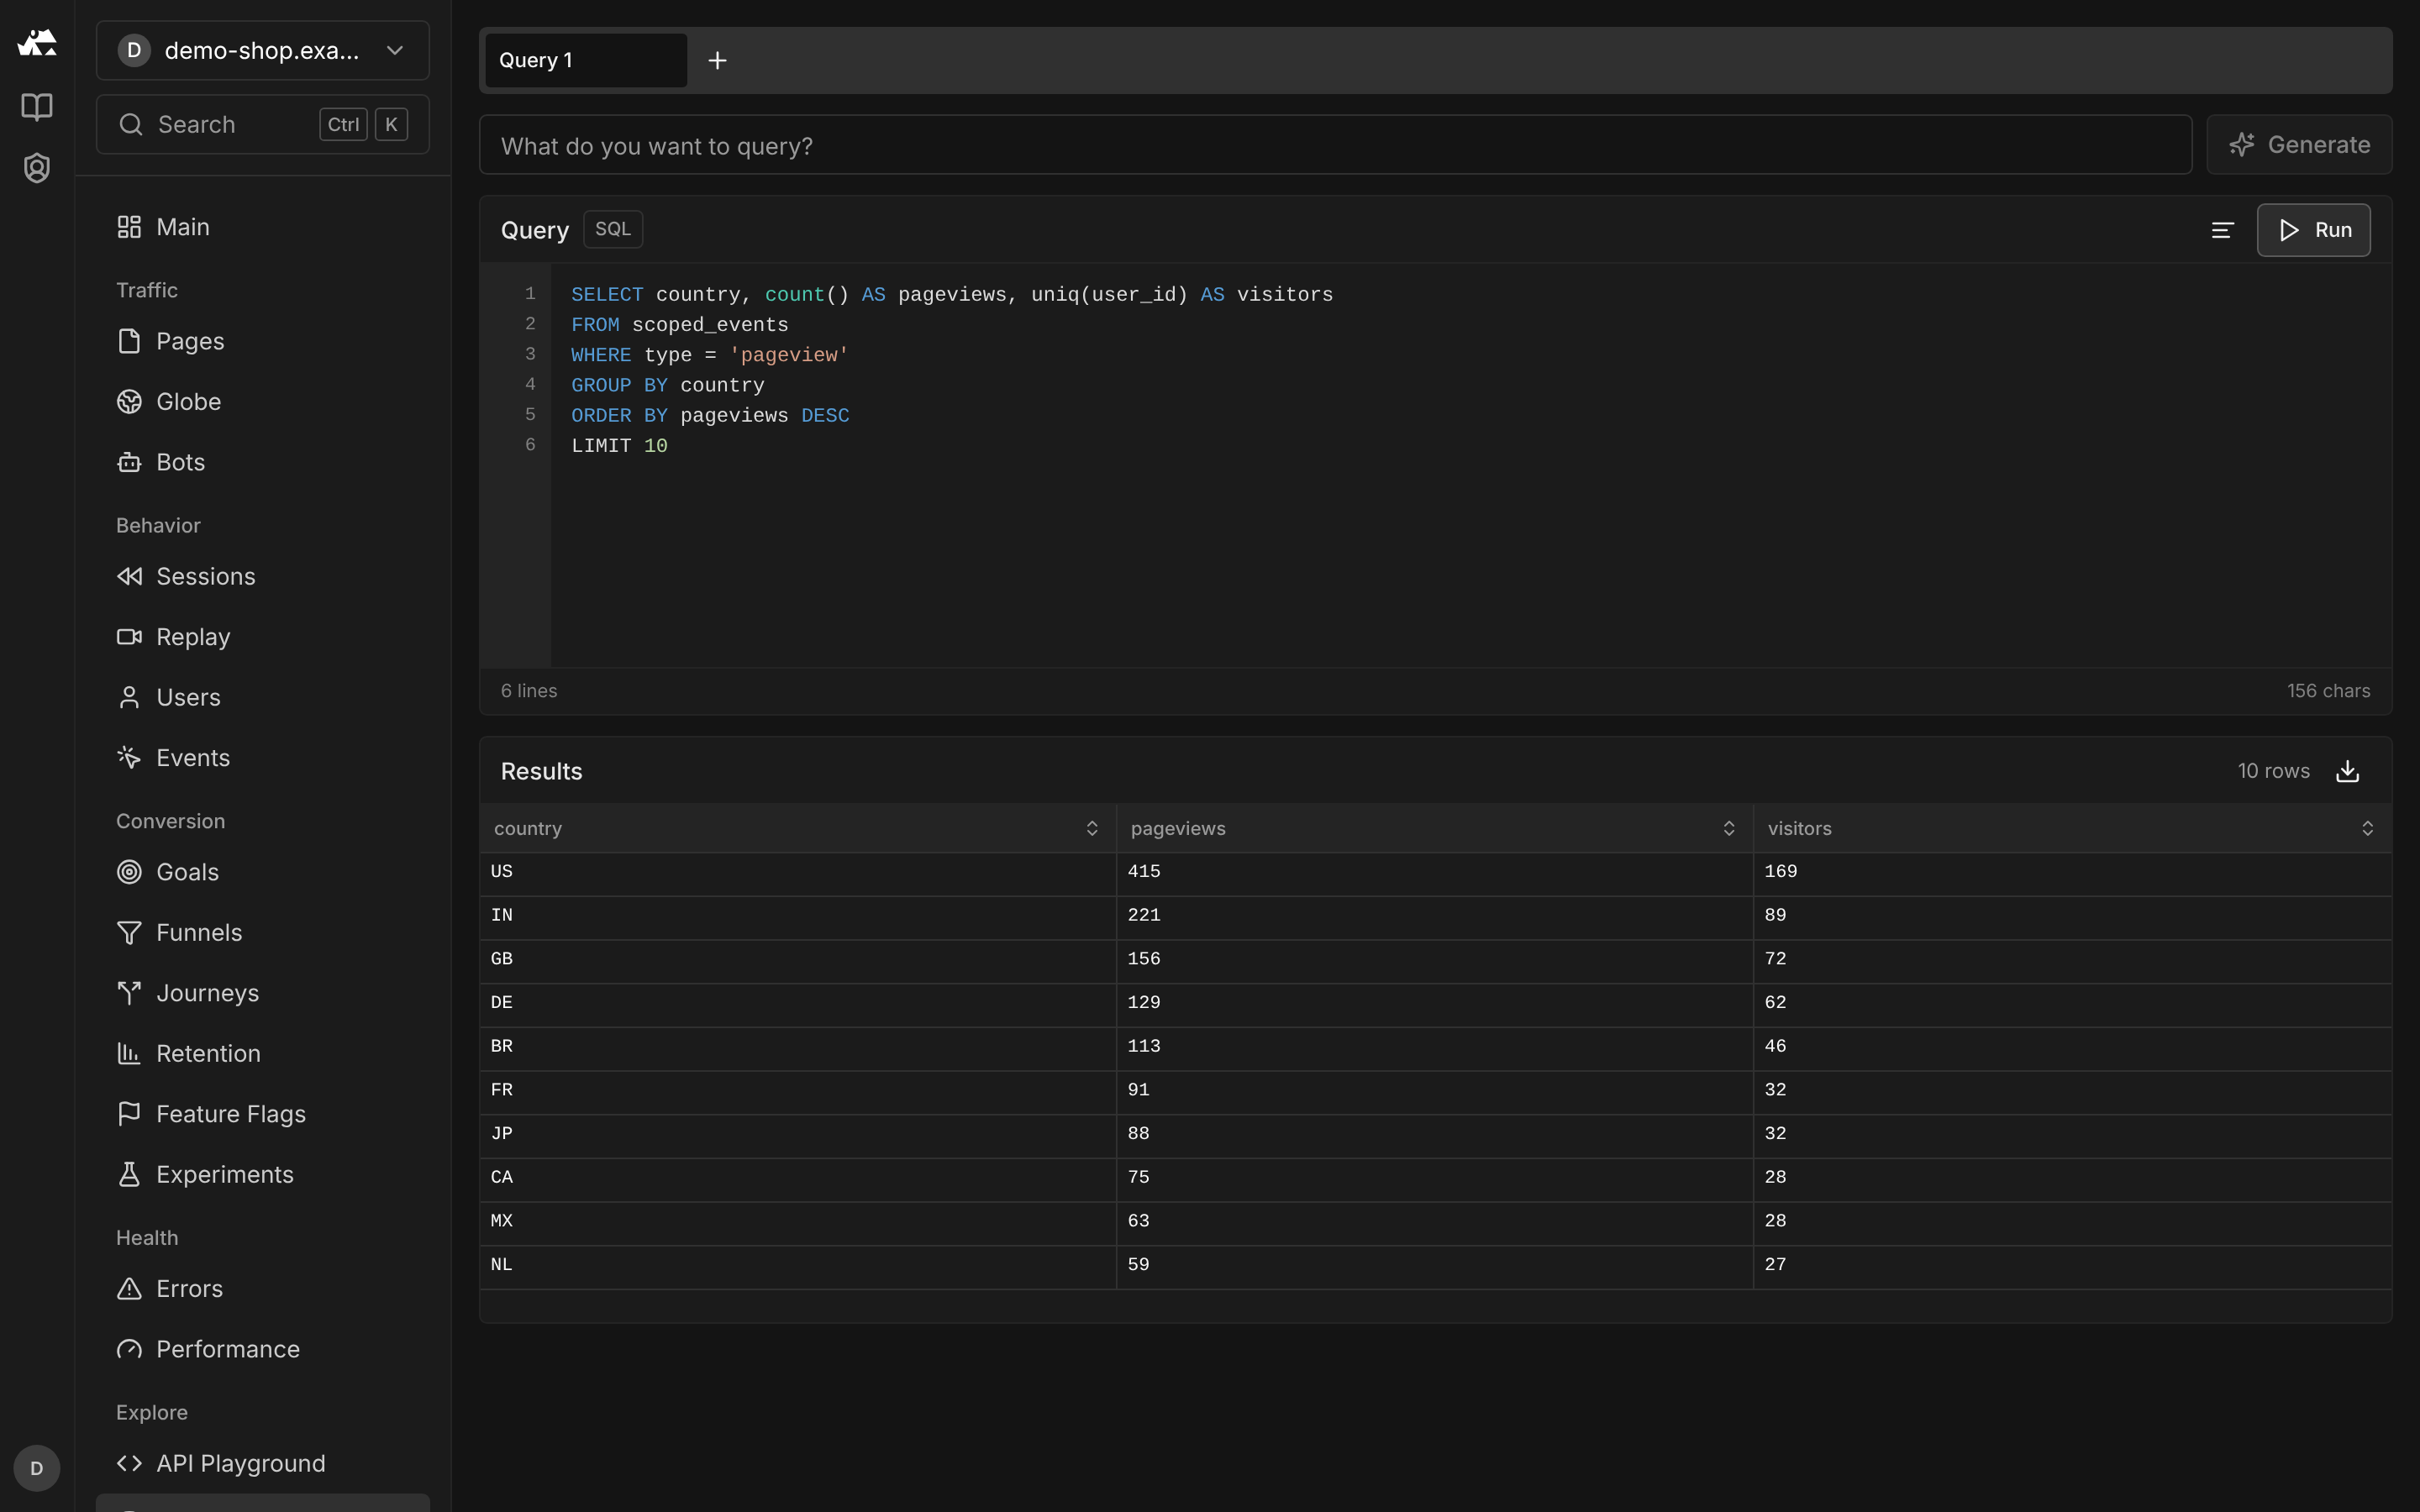 D demo-shop.exa...
Search Ctrl K
Main
Traffic
Pages
Globe
Bots
Behavior
Sessions
Replay
Users
Events
Conversion
Goals
Funnels
Journeys
Retention
Feature Flags
Experiments
Health
Errors
Performance
Explore
API Playground
D
Query 1
What do you want to query? Generate
Query SQL Run
1 SELECT country, count() AS pageviews, uniq(user_id) AS visitors
2 FROM scoped_events
3 WHERE type = 'pageview'
4 GROUP BY country
5 ORDER BY pageviews DESC
6 LIMIT 10
6 lines 156 chars
Results 10 rows
country pageviews visitors
US 415 169
IN 221 89
GB 156 72
DE 129 62
BR 113 46
FR 91 32
JP 88 32
CA 75 28
MX 63 28
NL 59 27